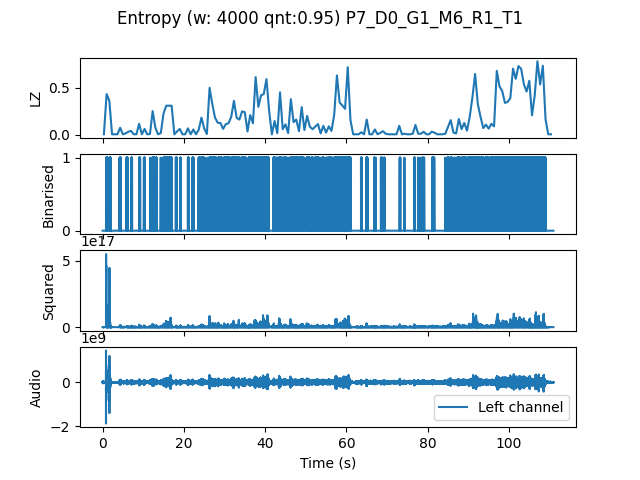 Entropy (w: 4000 qnt:0.95) P7_D0_G1_M6_R1_T1
LZ
0.5
0.0
Binarised
1
0
1e17
Squared
5
0
1e9
Audio
0
−2
Left channel
0 20 40 60 80 100
Time (s)